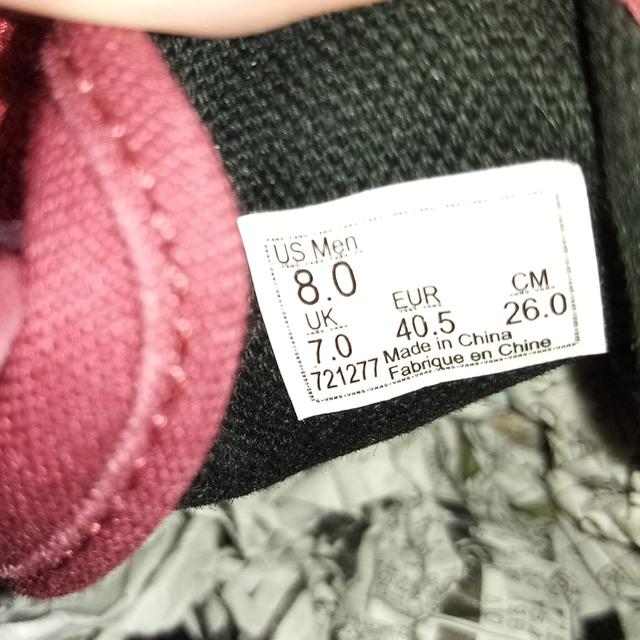 US Men
8.0
UK EUR CM
7.0 40.5 26.0
721277 Made in China
Fabrique en Chine